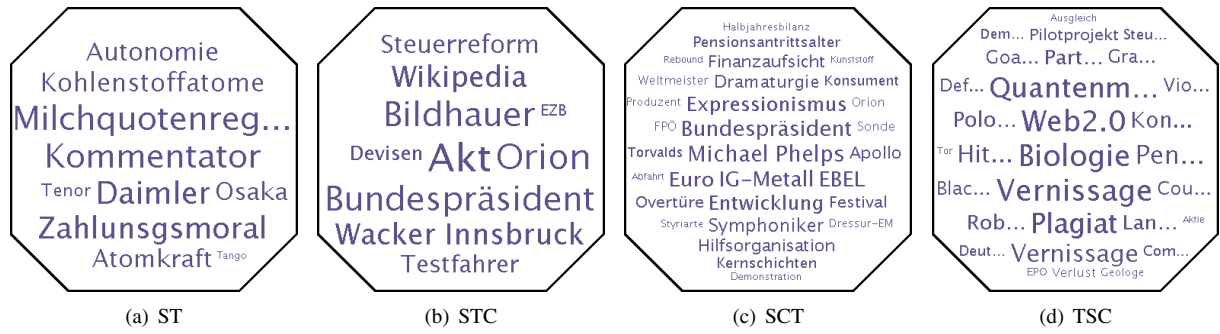 Autonomie
Kohlenstoffatome
Milchquotenreg...
Kommentator
Tenor Daimler Osaka
Zahlungsgmoral
Atomkraft Tango
(a) ST
Steuerreform
Wikipedia
Bildhauer EZB
Devisen Akt Orion
Bundespräsident
Wacker Innsbruck
Testfahrer
(b) STC
Halbjahresbilanz
Pensionsantrittsalter
Rebound Finanzaufsicht Kunststoff
Weltmeister Dramaturgie Konsument
Produzent Expressionismus Orion
FPÖ Bundespräsident Sonde
Torvalds Michael Phelps Apollo
Abfahrt Euro IG-Metall EBEL
Overtüre Entwicklung Festival
Styriarte Symphoniker Dressur-EM
Hilfsorganisation
Kernschichten
Demonstration
(c) SCT
Ausgleich
Dem... Pilotprojekt Steu...
Goa... Part... Gra...
Def... Quantenm... Vio...
Polo... Web2.0 Kon...
Tor Hit... Biologie Pen...
Blac... Vernissage Cou...
Rob... Plagiat Lan... Aktie
Deut... Vernissage Com...
EPO Verlust Geologe
(d) TSC